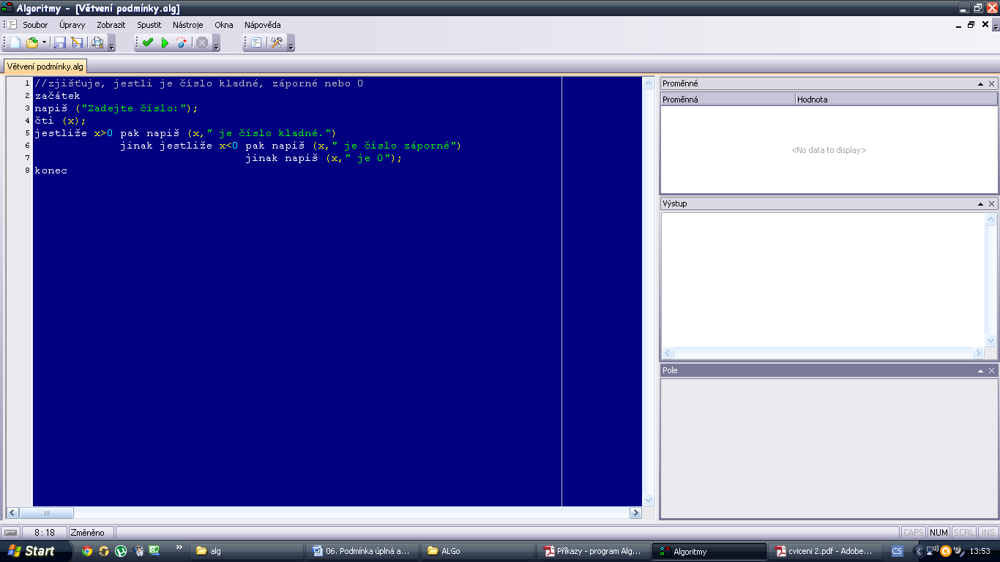 Algoritmy - [Větvení podmínky.alg]
Soubor Úpravy Zobrazit Spustit Nástroje Okna Nápověda
Větvení podmínky.alg
1 //zjišťuje, jestli je číslo kladné, záporné nebo 0
2 začátek
3 napiš ("Zadejte číslo:");
4 čti (x);
5 jestliže x>0 pak napiš (x," je číslo kladné.")
6 jinak jestliže x<0 pak napiš (x," je číslo záporné")
7 jinak napiš (x," je 0");
8 konec
Proměnné
Proměnná Hodnota
<No data to display>
Výstup
Pole
8: 18 Změněno CAPS NUM SCRL INS
Start » alg 06. Podmínka úplná a... ALGo Příkazy - program Alg... Algoritmy cviceni 2.pdf - Adobe... CS 13:53